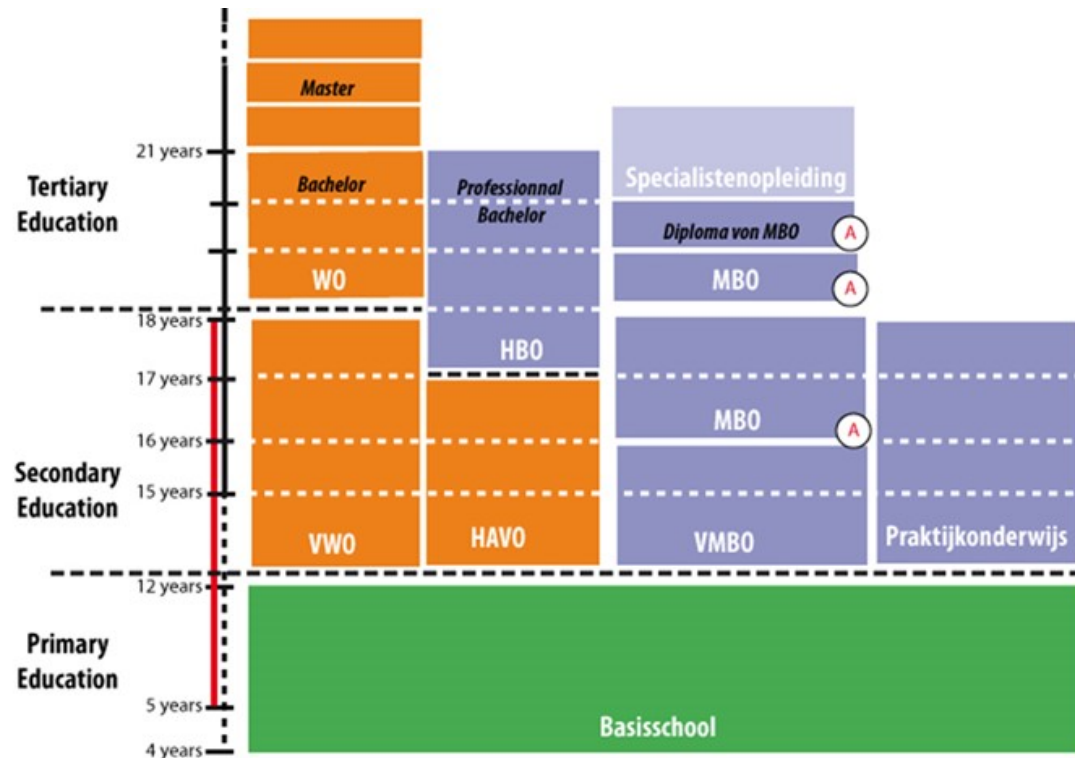 Master
21 years
Tertiary
Education
Bachelor
Professionnal
Bachelor
Specialistenopleiding
Diploma von MBO
A
WO
MBO
A
18 years
HBO
17 years
MBO
A
16 years
Secondary
Education
15 years
VWO
HAVO
VMBO
Praktijkonderwijs
12 years
Primary
Education
5 years
Basisschool
4 years